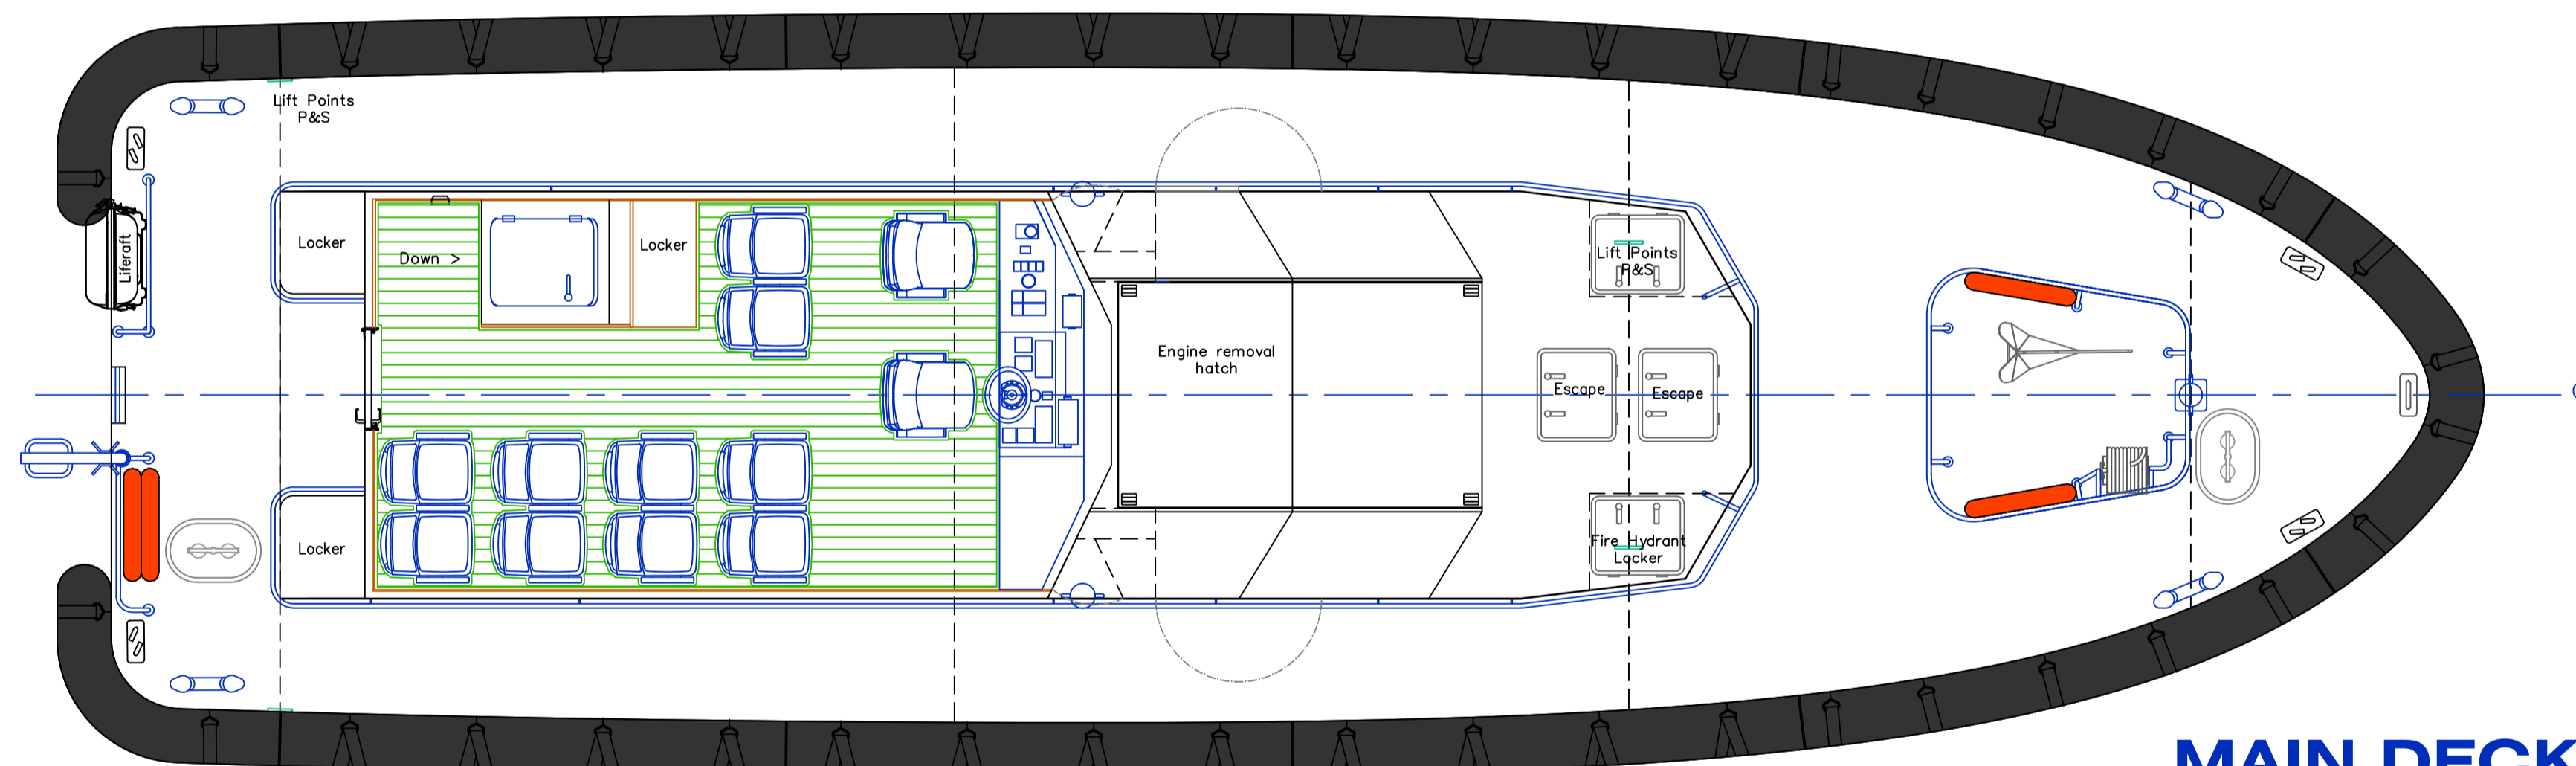 Lift Points
P&S
Liferaft
Locker
Down >
Locker
Locker
Engine removal
hatch
Lift Points
P&S
Escape
Escape
Fire Hydrant
Locker
MAIN DECK